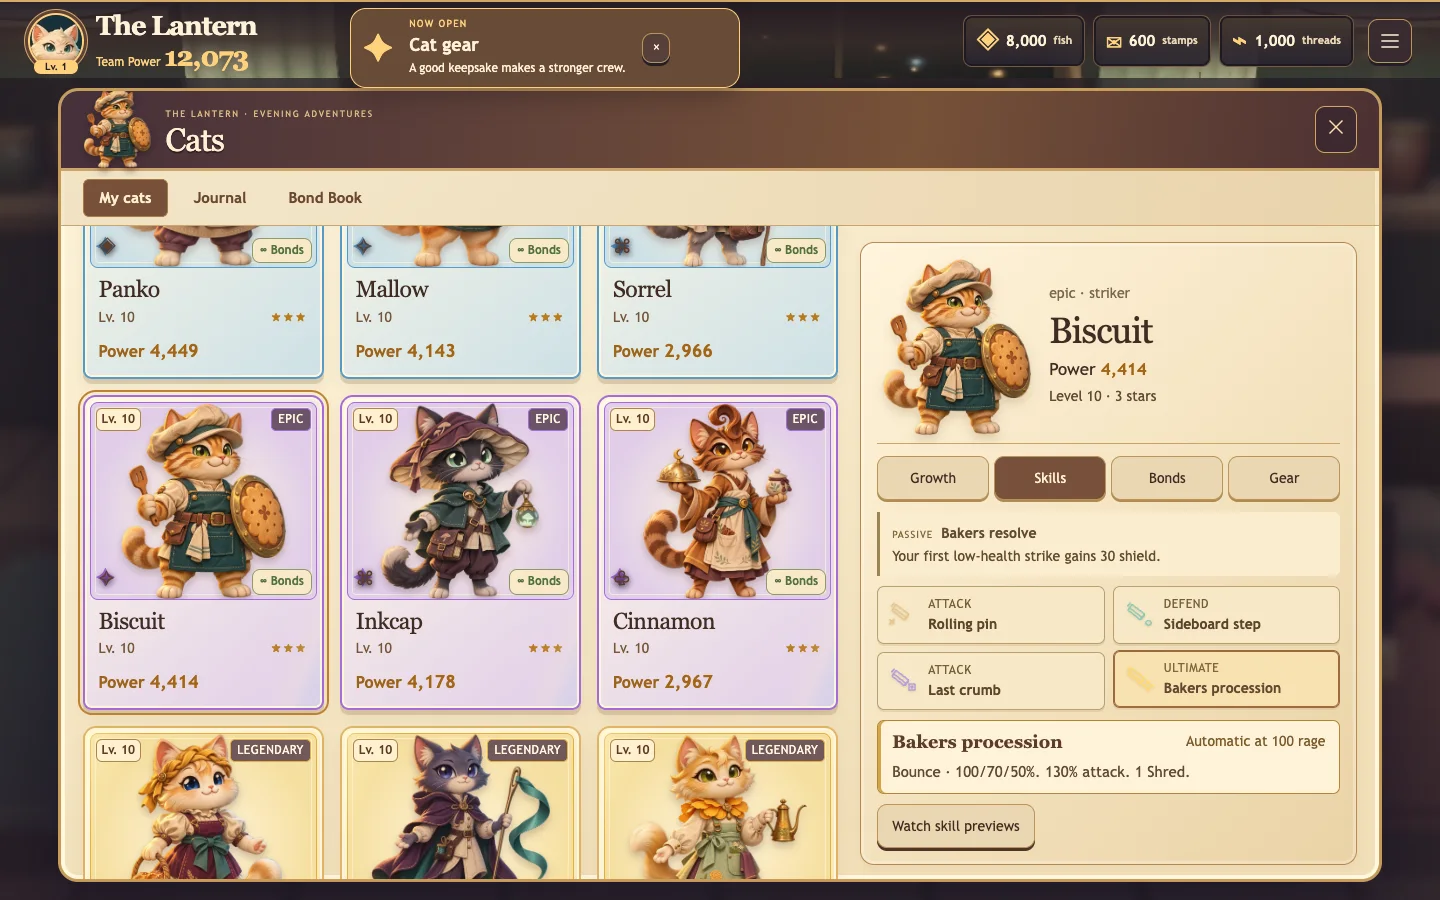 The Lantern
Lv. 1
Team Power 12,073
NOW OPEN
Cat gear
A good keepsake makes a stronger crew.
×
8,000 fish
600 stamps
1,000 threads
THE LANTERN · EVENING ADVENTURES
Cats
My cats
Journal
Bond Book
∞ Bonds
∞ Bonds
∞ Bonds
Panko
Lv. 10
Power 4,449
Mallow
Lv. 10
Power 4,143
Sorrel
Lv. 10
Power 2,966
Lv. 10
EPIC
∞ Bonds
Biscuit
Lv. 10
Power 4,414
Lv. 10
EPIC
∞ Bonds
Inkcap
Lv. 10
Power 4,178
Lv. 10
EPIC
∞ Bonds
Cinnamon
Lv. 10
Power 2,967
Lv. 10
LEGENDARY
Lv. 10
LEGENDARY
Lv. 10
LEGENDARY
epic · striker
Biscuit
Power 4,414
Level 10 · 3 stars
Growth
Skills
Bonds
Gear
PASSIVE Bakers resolve
Your first low-health strike gains 30 shield.
ATTACK
Rolling pin
DEFEND
Sideboard step
ATTACK
Last crumb
ULTIMATE
Bakers procession
Bakers procession
Automatic at 100 rage
Bounce · 100/70/50%. 130% attack. 1 Shred.
Watch skill previews